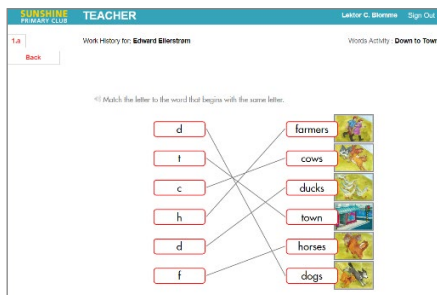 SUNSHINE TEACHER Lektor C. Blomme Sign Out
PRIMARY CLUB
1.a Work History for: Edward Ellerstrøm Words Activity : Down to Town
Back
Match the letter to the word that begins with the same letter.
d farmers
t cows
c ducks
h town
d horses
f dogs